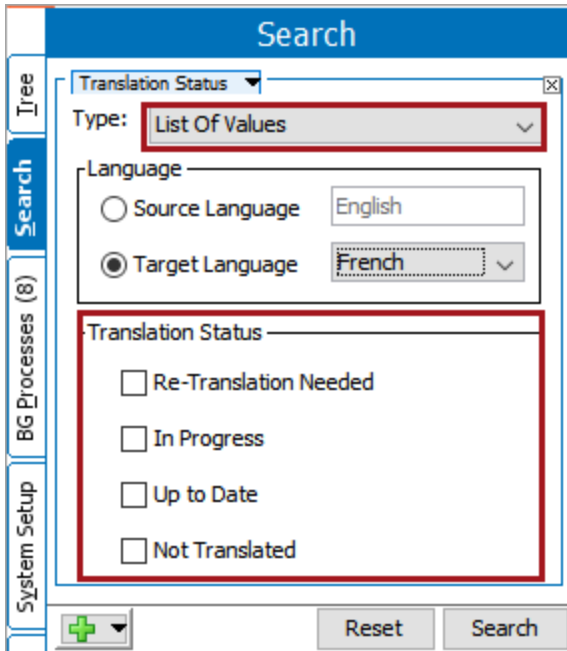 Search
Tree
Search
BG Processes (8)
System Setup
Translation Status
Type: List Of Values
Language
Source Language English
Target Language French
Translation Status
Re-Translation Needed
In Progress
Up to Date
Not Translated
Reset Search